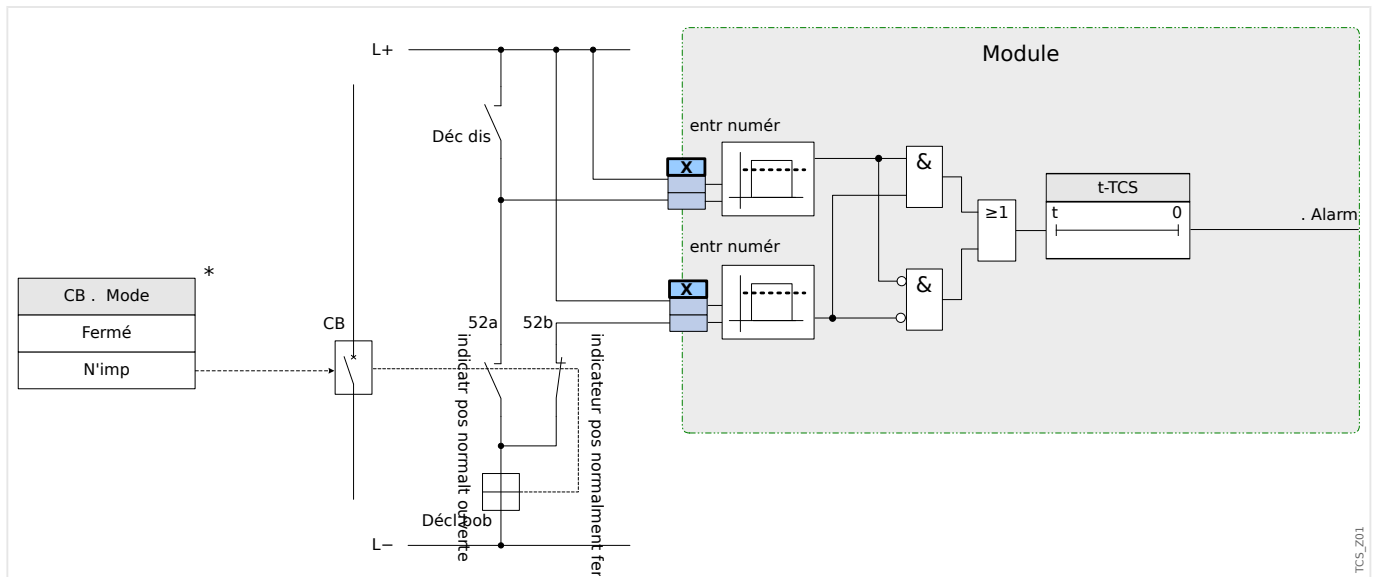 L+
Module
Déc dis
entr numér
X
&
t-TCS
t 0
≥1
. Alarm
entr numér
X
&
*
CB . Mode
Fermé
N'imp
CB
52a
52b
indicatr pos normalt ouverte
indicateur pos normalment fer
Décl bob
L−
TCS_Z01